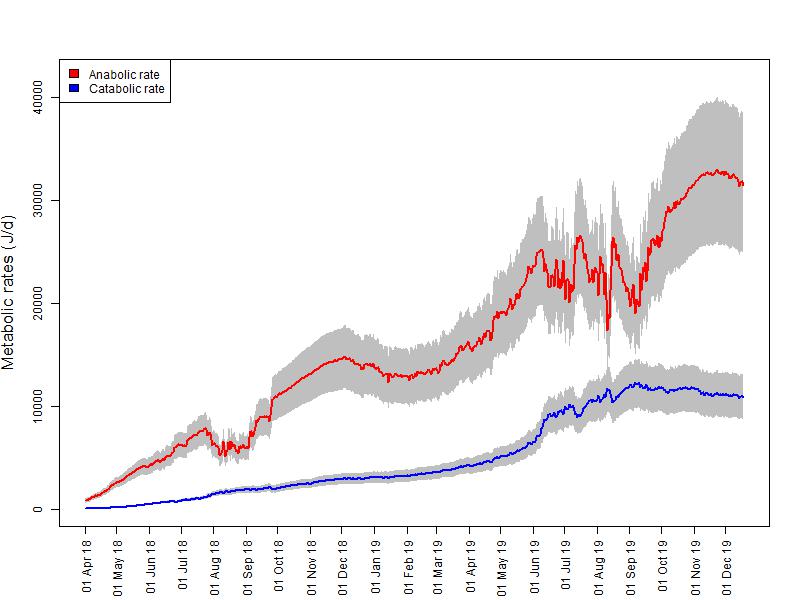 Anabolic rate
Catabolic rate
Metabolic rates (J/d)
40000
30000
20000
10000
0
01 Apr 18
01 May 18
01 Jun 18
01 Jul 18
01 Aug 18
01 Sep 18
01 Oct 18
01 Nov 18
01 Dec 18
01 Jan 19
01 Feb 19
01 Mar 19
01 Apr 19
01 May 19
01 Jun 19
01 Jul 19
01 Aug 19
01 Sep 19
01 Oct 19
01 Nov 19
01 Dec 19